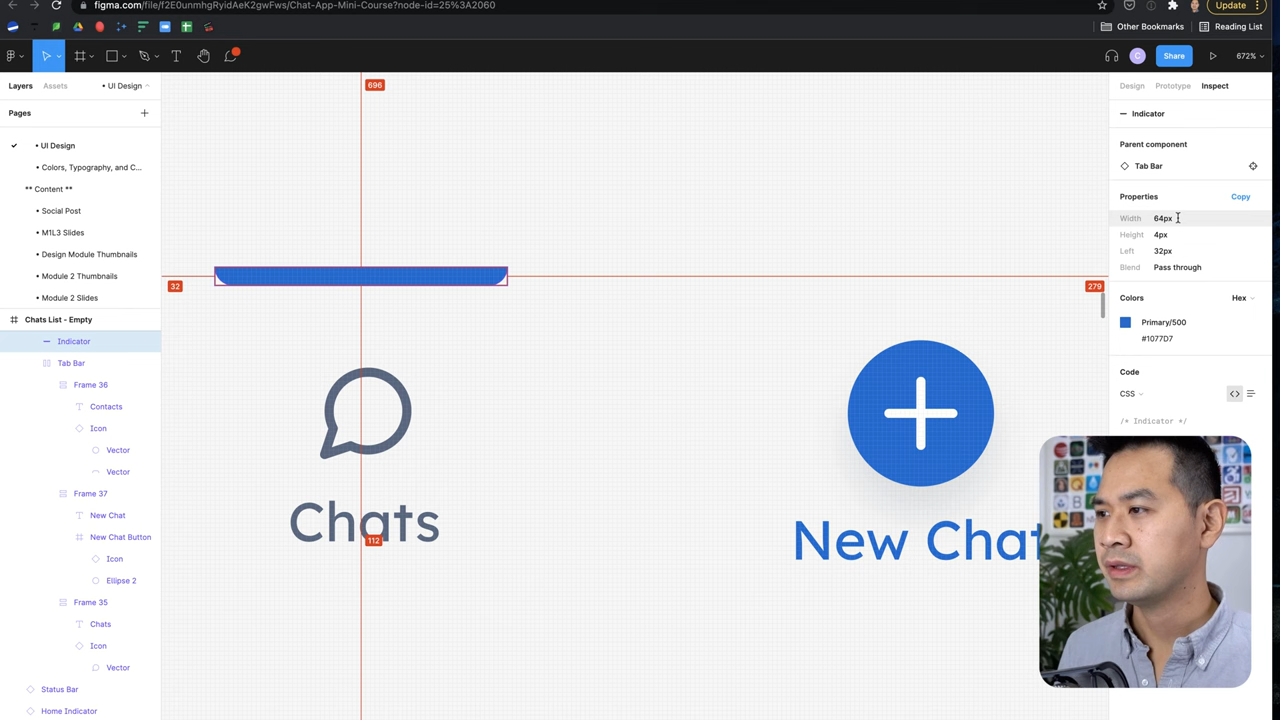 figma.com/file/f2E0unmhgRyidAeK2gwFws/Chat-App-Mini-Course?node-id=25%3A2060
Update
Other Bookmarks
Reading List
C
Share
672%
Layers
Assets
• UI Design
Pages
• UI Design
• Colors, Typography, and C...
** Content **
• Social Post
• M1L3 Slides
• Design Module Thumbnails
• Module 2 Thumbnails
• Module 2 Slides
Chats List - Empty
Indicator
Tab Bar
Frame 36
Contacts
Icon
Vector
Vector
Frame 37
New Chat
New Chat Button
Icon
Ellipse 2
Frame 35
Chats
Icon
Vector
Status Bar
Home Indicator
696
32
279
Chats
112
New Chat
Design
Prototype
Inspect
Indicator
Parent component
Tab Bar
Properties
Copy
Width
64px
Height
4px
Left
32px
Blend
Pass through
Colors
Hex
Primary/500
#1077D7
Code
CSS
/* Indicator */